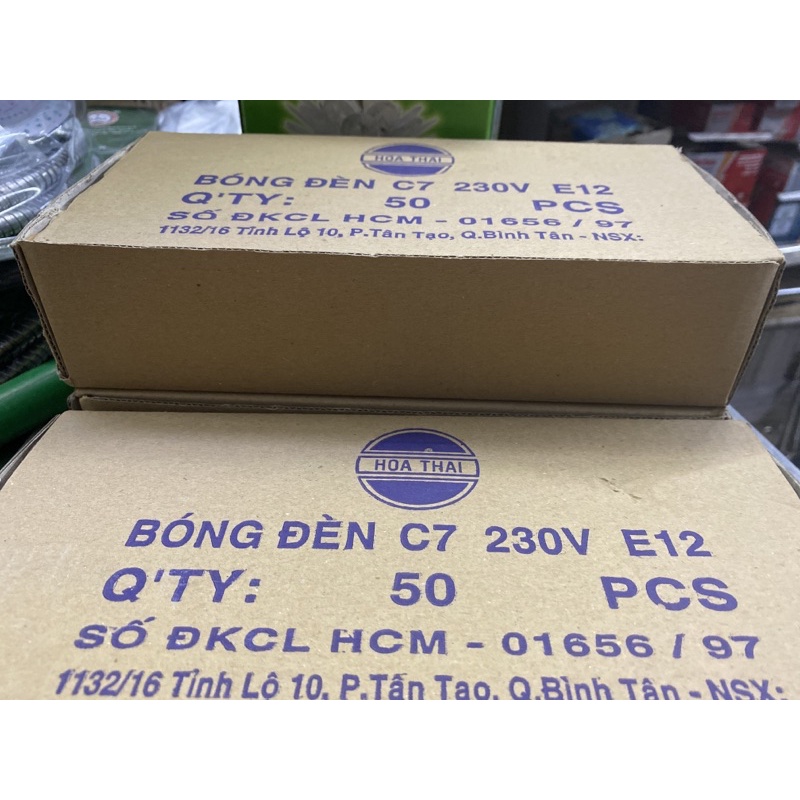 HOA THAI
BÓNG ĐÈN C7 230V E12
Q'TY: 50 PCS
SỐ ĐKCL HCM - 01656 / 97
1132/16 Tỉnh Lộ 10, P.Tân Tạo, Q.Bình Tân - NSX:
HOA THAI
BÓNG ĐÈN C7 230V E12
Q'TY: 50 PCS
SỐ ĐKCL HCM - 01656 / 97
1132/16 Tỉnh Lộ 10, P.Tân Tạo, Q.Bình Tân - NSX: